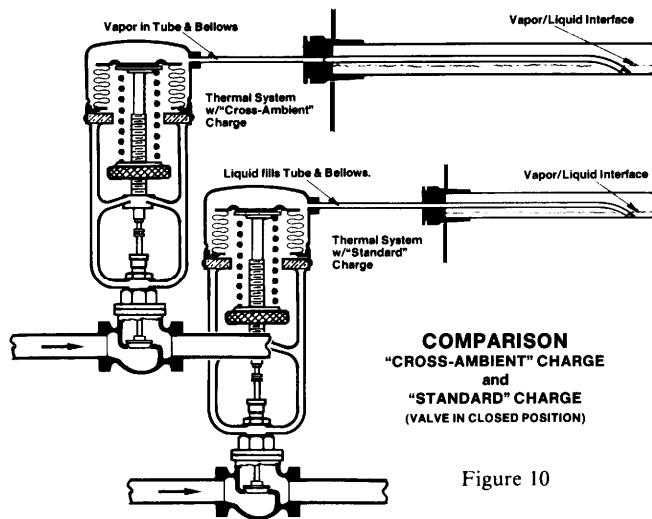 Vapor in Tube & Bellows
Vapor/Liquid Interface
Thermal System
w/"Cross-Ambient"
Charge
Liquid fills Tube & Bellows.
Vapor/Liquid Interface
Thermal System
w/"Standard"
Charge
COMPARISON
"CROSS-AMBIENT" CHARGE
and
"STANDARD" CHARGE
(VALVE IN CLOSED POSITION)
Figure 10